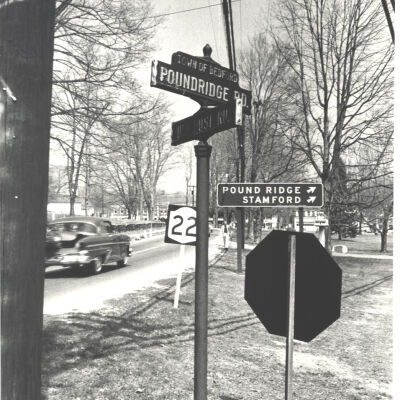 TOWN OF BEDFORD
POUNDRIDGE RD.
22
POUND RIDGE
STAMFORD